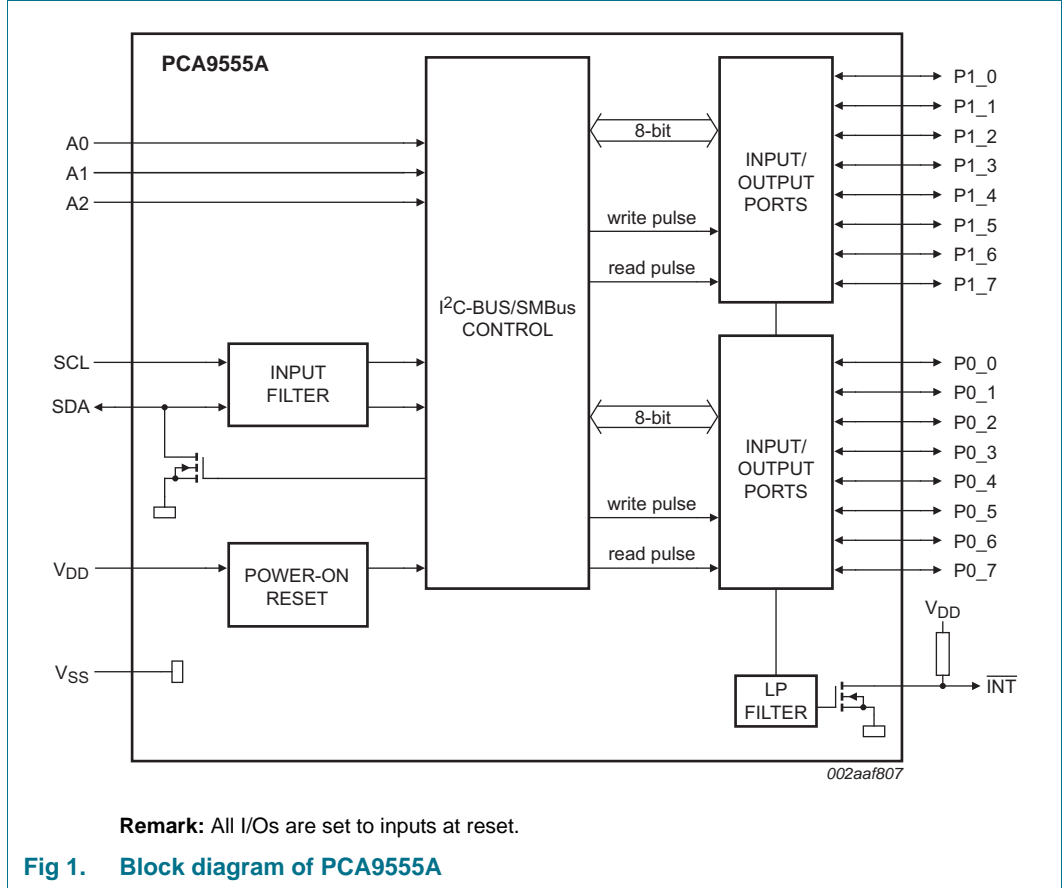 PCA9555A
A0
A1
A2
SCL
SDA
VDD
VSS
INPUT
FILTER
POWER-ON
RESET
I2C-BUS/SMBus
CONTROL
8-bit
write pulse
read pulse
INPUT/
OUTPUT
PORTS
P1_0
P1_1
P1_2
P1_3
P1_4
P1_5
P1_6
P1_7
8-bit
write pulse
read pulse
INPUT/
OUTPUT
PORTS
P0_0
P0_1
P0_2
P0_3
P0_4
P0_5
P0_6
P0_7
VDD
INT
LP
FILTER
002aaf807
Remark: All I/Os are set to inputs at reset.
Fig 1. Block diagram of PCA9555A